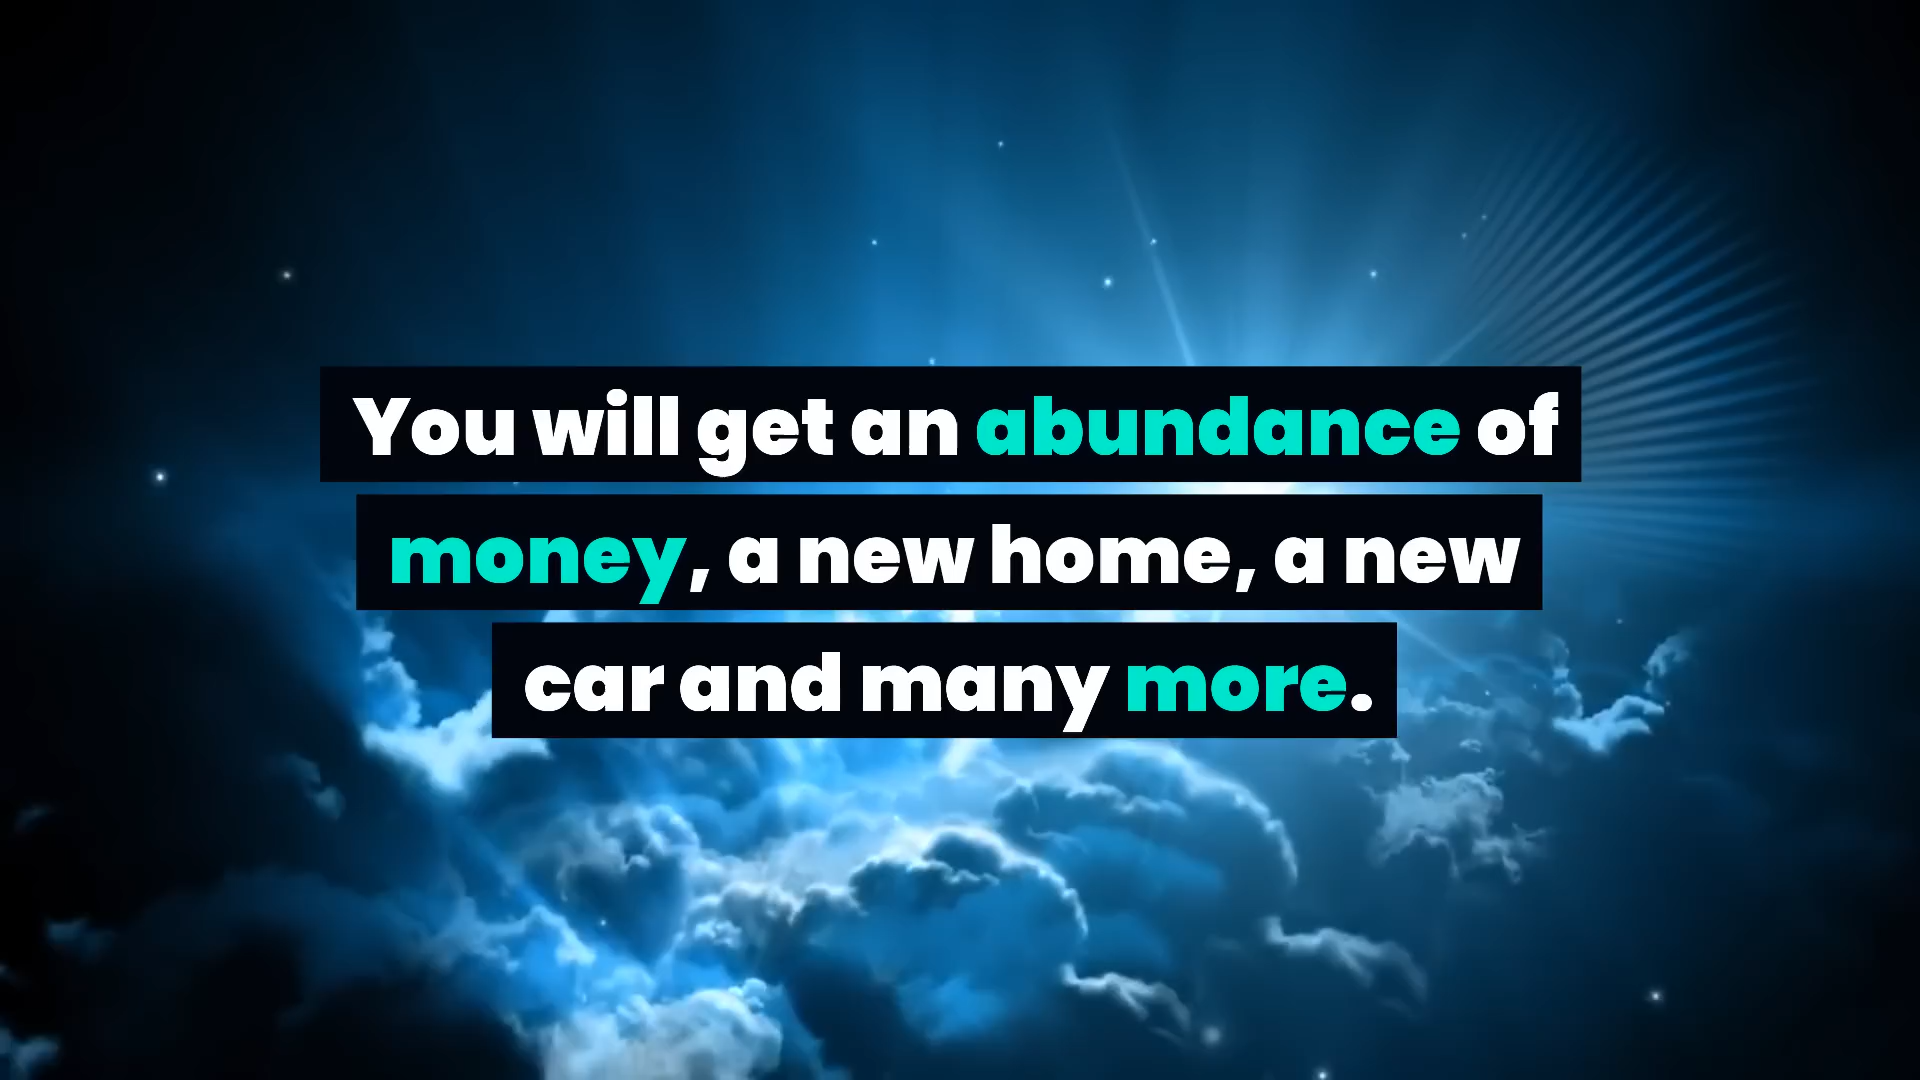 You will get an abundance of
money, a new home, a new
car and many more.